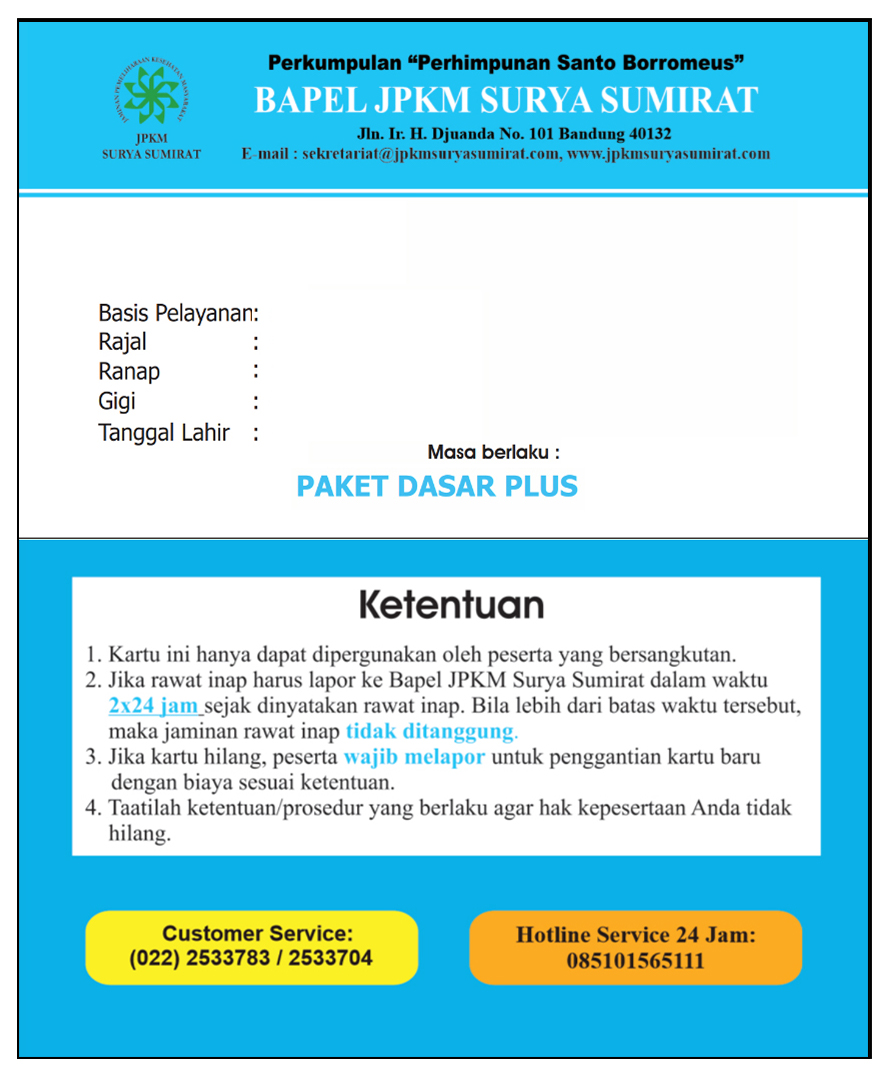 JAMINAN PEMELIHARAAN KESEHATAN MASYARAKAT
JPKM
SURYA SUMIRAT
Perkumpulan “Perhimpunan Santo Borromeus”
BAPEL JPKM SURYA SUMIRAT
Jln. Ir. H. Djuanda No. 101 Bandung 40132
E-mail : sekretariat@jpkmsuryasumirat.com, www.jpkmsuryasumirat.com
Basis Pelayanan:
Rajal :
Ranap :
Gigi :
Tanggal Lahir :
Masa berlaku :
PAKET DASAR PLUS
Ketentuan
1. Kartu ini hanya dapat dipergunakan oleh peserta yang bersangkutan.
2. Jika rawat inap harus lapor ke Bapel JPKM Surya Sumirat dalam waktu
2x24 jam sejak dinyatakan rawat inap. Bila lebih dari batas waktu tersebut,
maka jaminan rawat inap tidak ditanggung.
3. Jika kartu hilang, peserta wajib melapor untuk penggantian kartu baru
dengan biaya sesuai ketentuan.
4. Taatilah ketentuan/prosedur yang berlaku agar hak kepesertaan Anda tidak
hilang.
Customer Service:
(022) 2533783 / 2533704
Hotline Service 24 Jam:
085101565111